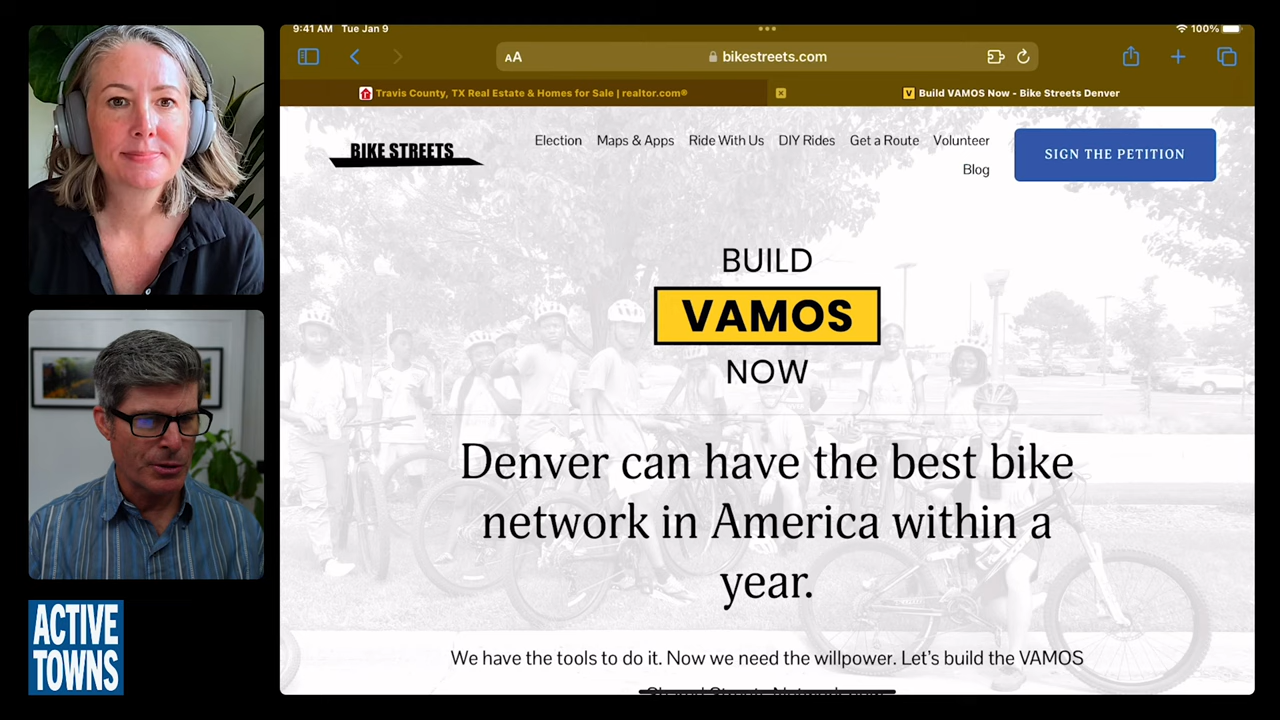 9:41 AM Tue Jan 9
100%
AA
bikestreets.com
Travis County, TX Real Estate & Homes for Sale | realtor.com®
V Build VAMOS Now - Bike Streets Denver
BIKE STREETS
Election Maps & Apps Ride With Us DIY Rides Get a Route Volunteer
Blog
SIGN THE PETITION
BUILD
VAMOS
NOW
Denver can have the best bike
network in America within a
year.
We have the tools to do it. Now we need the willpower. Let's build the VAMOS
ACTIVE
TOWNS